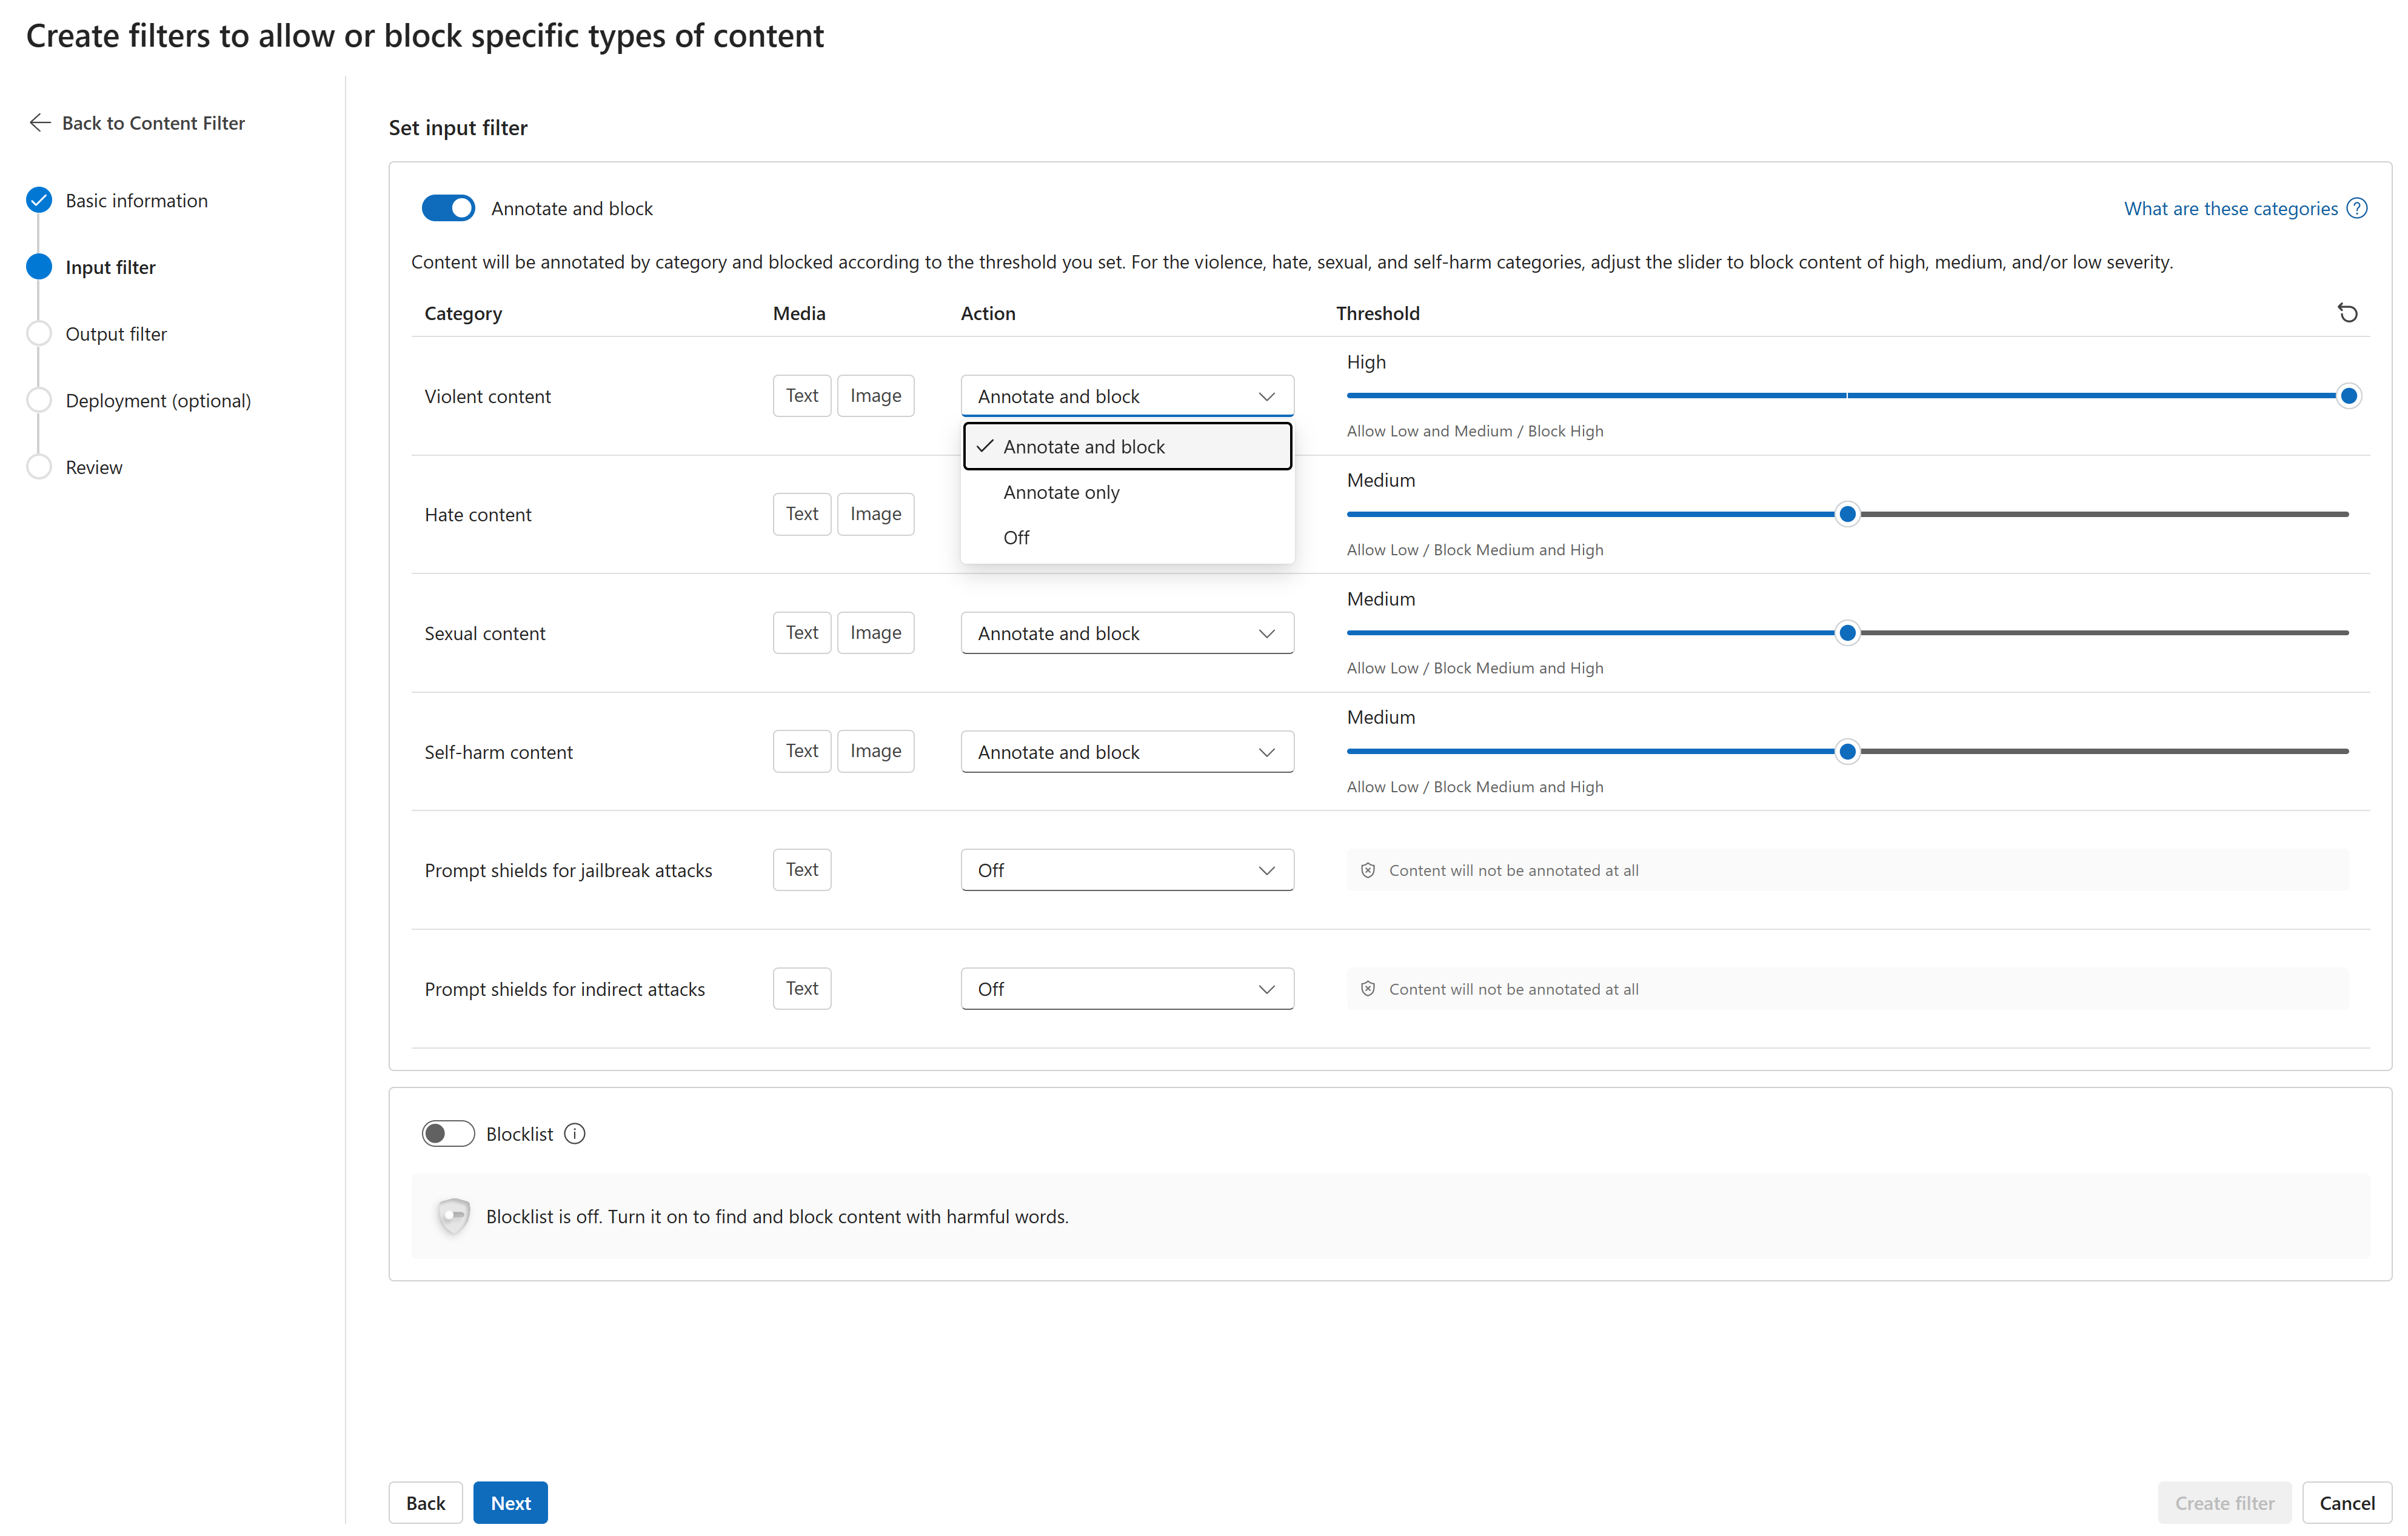 Create filters to allow or block specific types of content
Back to Content Filter
Basic information
Input filter
Output filter
Deployment (optional)
Review
Set input filter
Annotate and block
What are these categories
Content will be annotated by category and blocked according to the threshold you set. For the violence, hate, sexual, and self-harm categories, adjust the slider to block content of high, medium, and/or low severity.
Category Media Action Threshold
High
Violent content Text Image Annotate and block
Allow Low and Medium / Block High
Annotate and block
Annotate only
Off
Medium
Hate content Text Image
Allow Low / Block Medium and High
Medium
Sexual content Text Image Annotate and block
Allow Low / Block Medium and High
Medium
Self-harm content Text Image Annotate and block
Allow Low / Block Medium and High
Prompt shields for jailbreak attacks Text Off Content will not be annotated at all
Prompt shields for indirect attacks Text Off Content will not be annotated at all
Blocklist
Blocklist is off. Turn it on to find and block content with harmful words.
Back Next Create filter Cancel